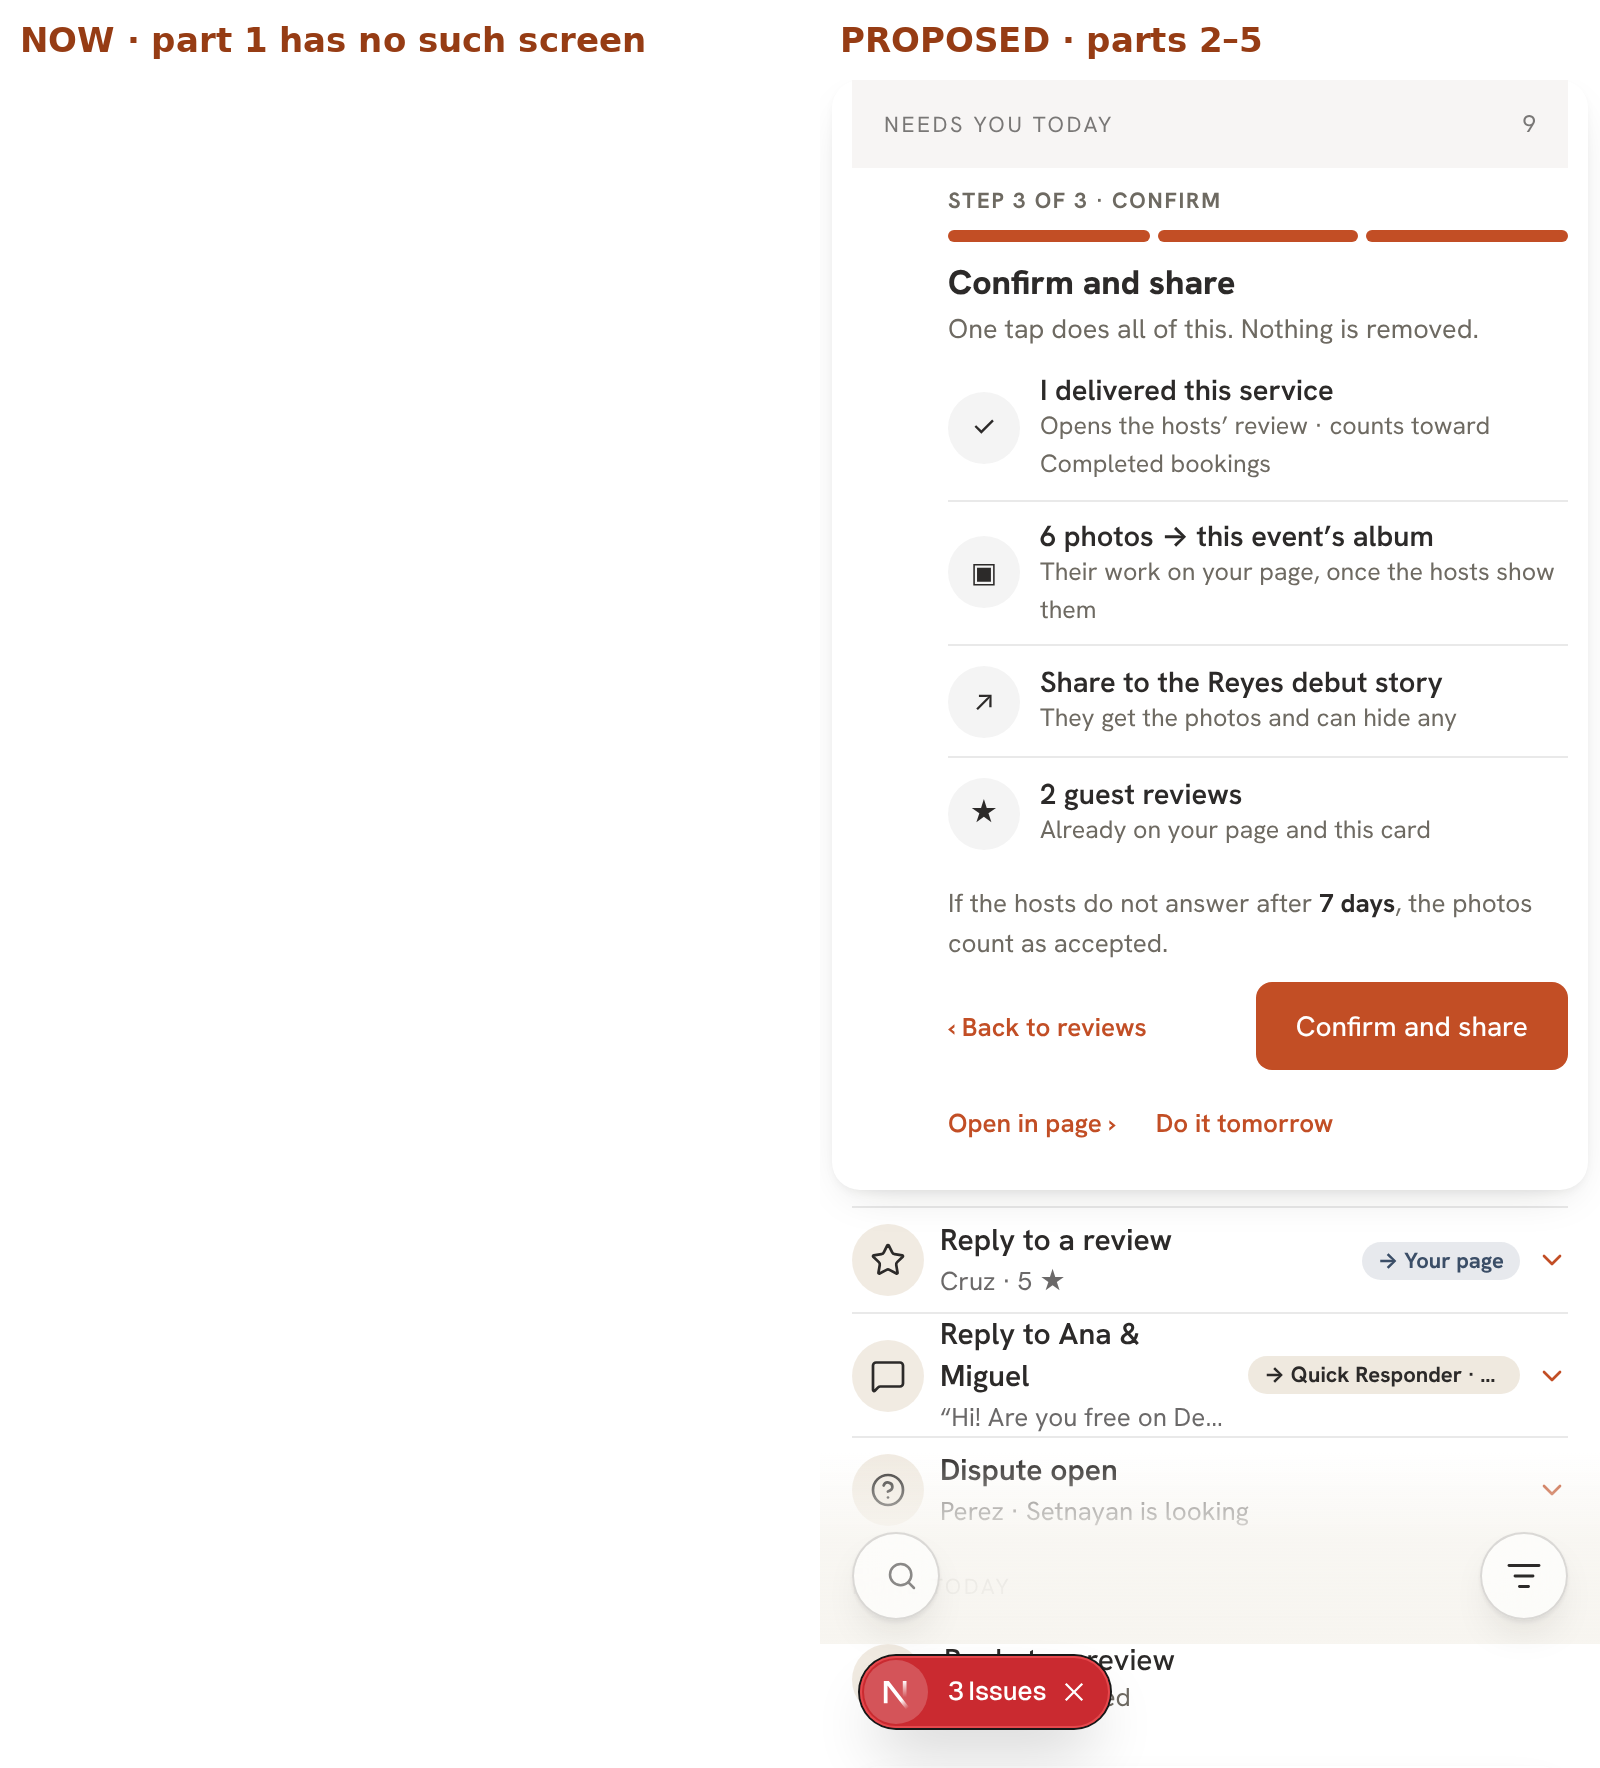 NOW · part 1 has no such screen
PROPOSED · parts 2–5
NEEDS YOU TODAY 9
STEP 3 OF 3 · CONFIRM
Confirm and share
One tap does all of this. Nothing is removed.
I delivered this service
Opens the hosts’ review · counts toward
Completed bookings
6 photos → this event’s album
Their work on your page, once the hosts show
them
Share to the Reyes debut story
They get the photos and can hide any
2 guest reviews
Already on your page and this card
If the hosts do not answer after 7 days, the photos
count as accepted.
‹ Back to reviews
Confirm and share
Open in page ›
Do it tomorrow
Reply to a review
Cruz · 5 ★
→ Your page
Reply to Ana &
Miguel
“Hi! Are you free on De...
→ Quick Responder · ...
Dispute open
Perez · Setnayan is looking
ODAY
review
ed
3 Issues